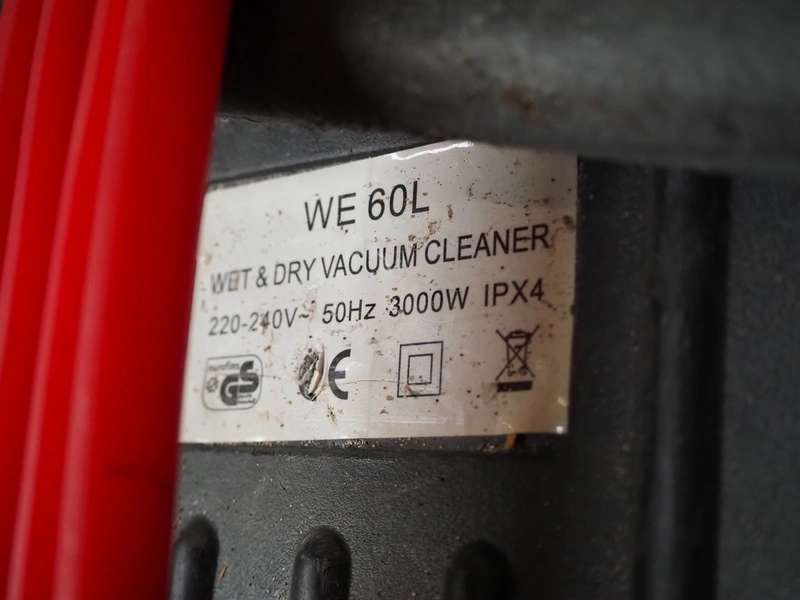 WE 60L
WET & DRY VACUUM CLEANER
220-240V~ 50Hz 3000W IPX4
GS
CE